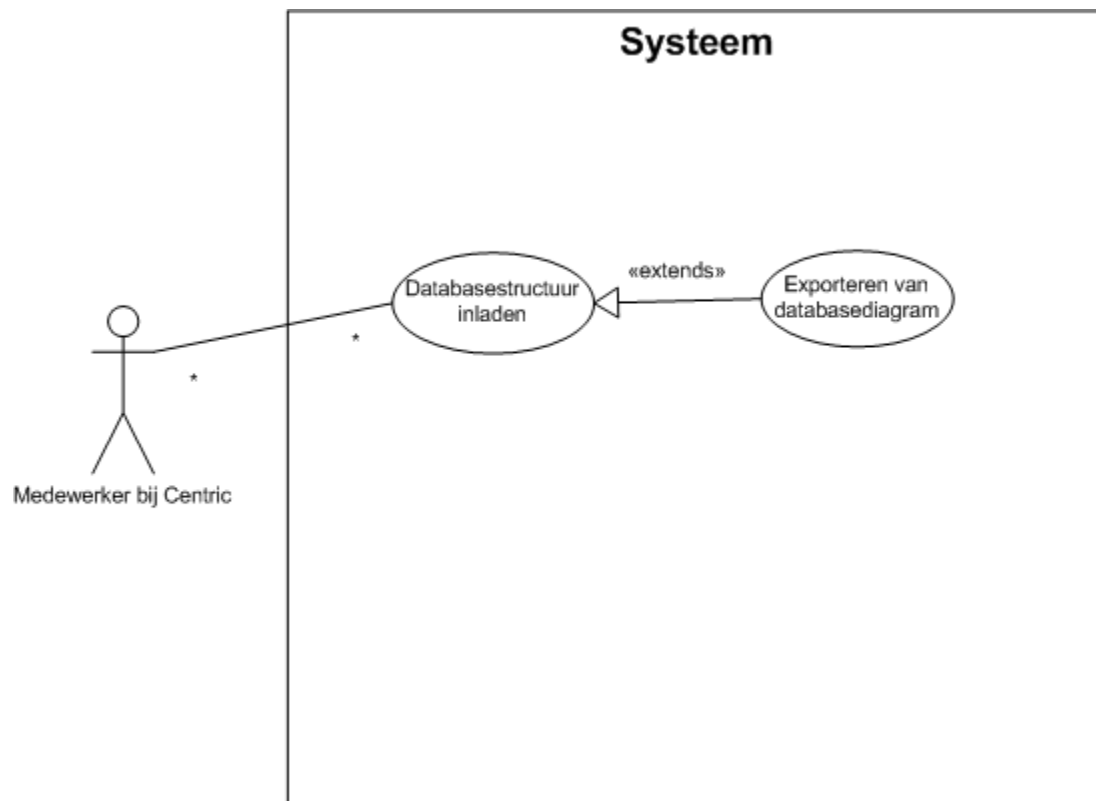 Systeem
«extends»
Databasestructuur
inladen
Exporteren van
databasediagram
*
*
Medewerker bij Centric